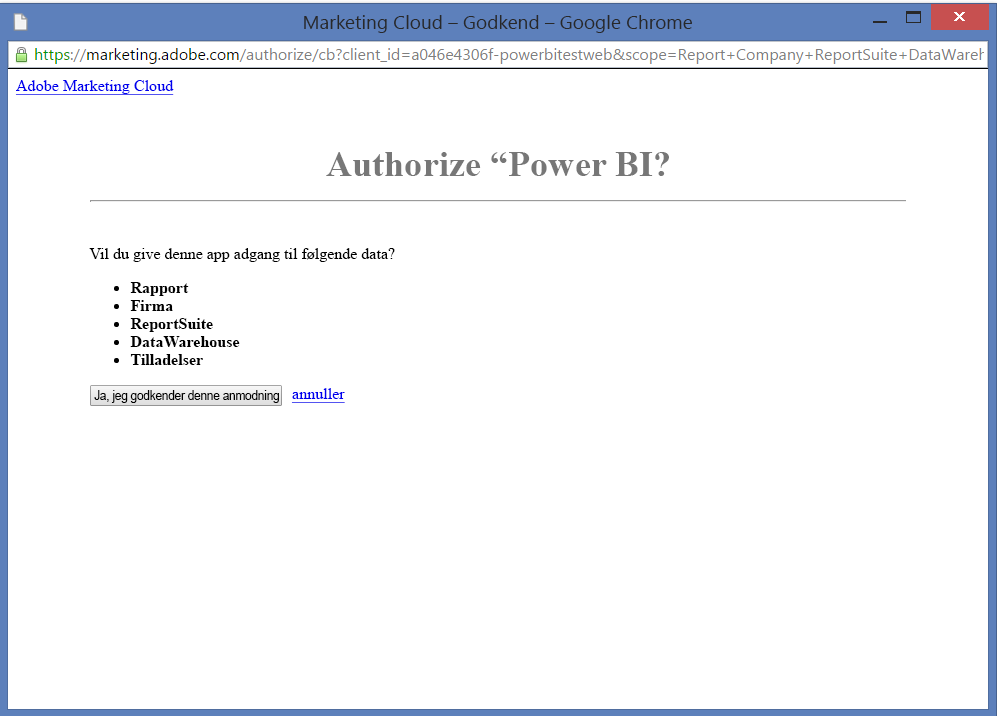 Marketing Cloud – Godkend – Google Chrome
https://marketing.adobe.com/authorize/cb?client_id=a046e4306f-powerbitestweb&scope=Report+Company+ReportSuite+DataWareh
Adobe Marketing Cloud
Authorize “Power BI?
Vil du give denne app adgang til følgende data?
• Rapport
• Firma
• ReportSuite
• DataWarehouse
• Tilladelser
Ja, jeg godkender denne anmodning annuller